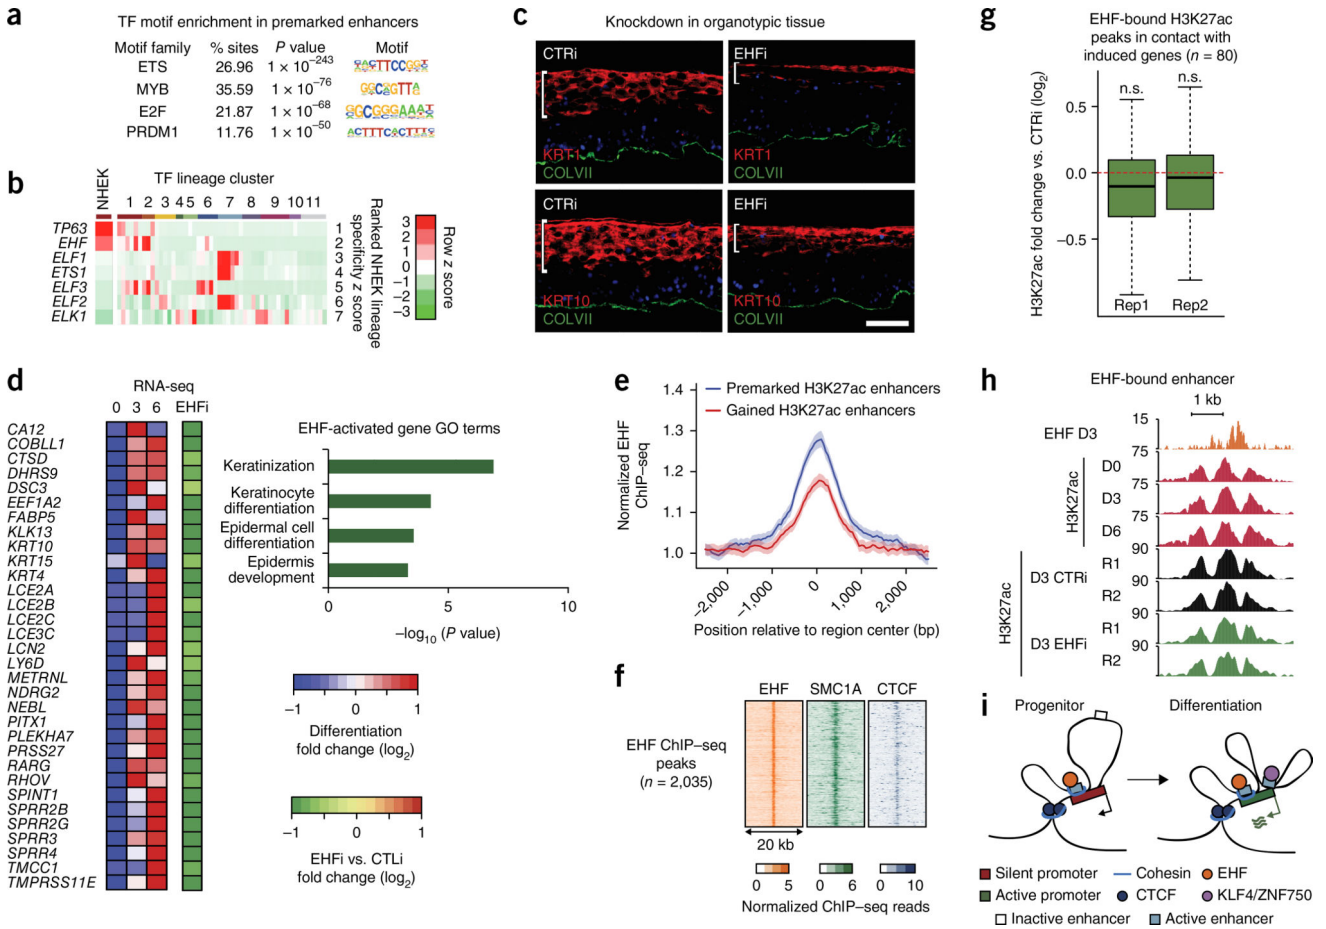 a
TF motif enrichment in premarked enhancers
Motif family % sites P value Motif
ETS 26.96 1 × 10−243
MYB 35.59 1 × 10−76
E2F 21.87 1 × 10−68
PRDM1 11.76 1 × 10−50
b
TF lineage cluster
NHEK
1 2 3 4 5 6 7 8 9 10 11
TP63 1
EHF 2
ELF1 3
ETS1 4
ELF3 5
ELF2 6
ELK1 7
Ranked NHEK lineage
specificity z score
3
2
1
0
−1
−2
−3
Row z score
c
Knockdown in organotypic tissue
CTRi
KRT1
COLVII
EHFi
KRT1
COLVII
CTRi
KRT10
COLVII
EHFi
KRT10
COLVII
d
RNA-seq
0 3 6 EHFi
CA12
COBLL1
CTSD
DHRS9
DSC3
EEF1A2
FABP5
KLK13
KRT10
KRT15
KRT4
LCE2A
LCE2B
LCE2C
LCE3C
LCN2
LY6D
METRNL
NDRG2
NEBL
PITX1
PLEKHA7
PRSS27
RARG
RHOV
SPINT1
SPRR2B
SPRR2G
SPRR3
SPRR4
TMCC1
TMPRSS11E
EHF-activated gene GO terms
Keratinization
Keratinocyte
differentiation
Epidermal cell
differentiation
Epidermis
development
0 5 10
−log10 (P value)
−1 0 1
Differentiation
fold change (log2)
−1 0 1
EHFi vs. CTLi
fold change (log2)
e
Premarked H3K27ac enhancers
Gained H3K27ac enhancers
Normalized EHF
ChIP–seq
1.4
1.3
1.2
1.1
1.0
−2,000 −1,000 0 1,000 2,000
Position relative to region center (bp)
f
EHF SMC1A CTCF
EHF ChIP–seq
peaks
(n = 2,035)
20 kb
0 5 0 6 0 10
Normalized ChIP–seq reads
g
EHF-bound H3K27ac
peaks in contact with
induced genes (n = 80)
H3K27ac fold change vs. CTRi (log2)
n.s. n.s.
0.5
0.0
−0.5
Rep1 Rep2
h
EHF-bound enhancer
1 kb
EHF D3 15
H3K27ac
D0 75
D3 75
D6 75
H3K27ac
D3 CTRi
R1 90
R2 90
D3 EHFi
R1 90
R2 90
i
Progenitor Differentiation
Silent promoter Cohesin EHF
Active promoter CTCF KLF4/ZNF750
Inactive enhancer Active enhancer